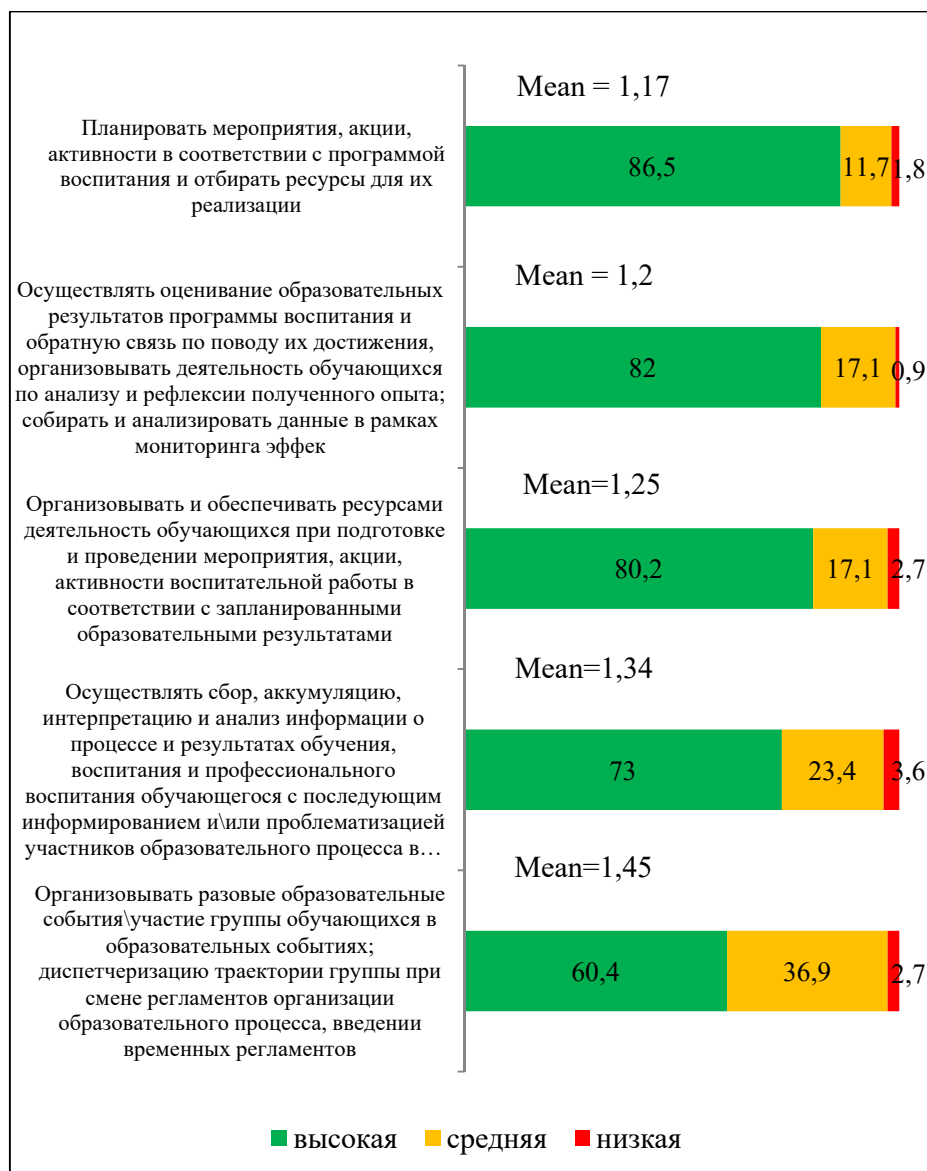 Mean = 1,17
Планировать мероприятия, акции,
активности в соответствии с программой
воспитания и отбирать ресурсы для их
реализации
86,5
11,7
1,8
Mean = 1,2
Осуществлять оценивание образовательных
результатов программы воспитания и
обратную связь по поводу их достижения,
организовывать деятельность обучающихся
по анализу и рефлексии полученного опыта;
собирать и анализировать данные в рамках
мониторинга эффек
82
17,1
0,9
Mean=1,25
Организовывать и обеспечивать ресурсами
деятельность обучающихся при подготовке
и проведении мероприятия, акции,
активности воспитательной работы в
соответствии с запланированными
образовательными результатами
80,2
17,1
2,7
Mean=1,34
Осуществлять сбор, аккумуляцию,
интерпретацию и анализ информации о
процессе и результатах обучения,
воспитания и профессионального
воспитания обучающегося с последующим
информированием и\или проблематизацией
участников образовательного процесса в…
73
23,4
3,6
Mean=1,45
Организовывать разовые образовательные
события\участие группы обучающихся в
образовательных событиях;
диспетчеризацию траектории группы при
смене регламентов организации
образовательного процесса, введении
временных регламентов
60,4
36,9
2,7
высокая средняя низкая